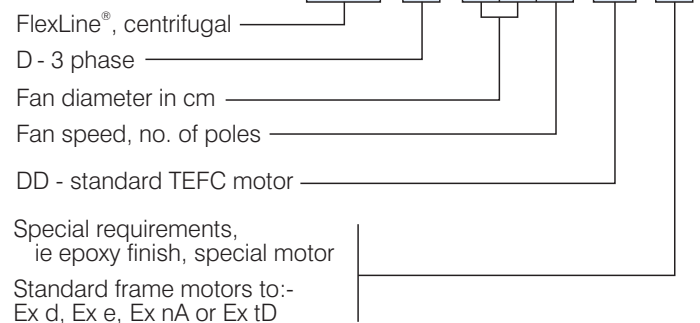 FlexLine®, centrifugal
D - 3 phase
Fan diameter in cm
Fan speed, no. of poles
DD - standard TEFC motor
Special requirements,
ie epoxy finish, special motor
Standard frame motors to:-
Ex d, Ex e, Ex nA or Ex tD